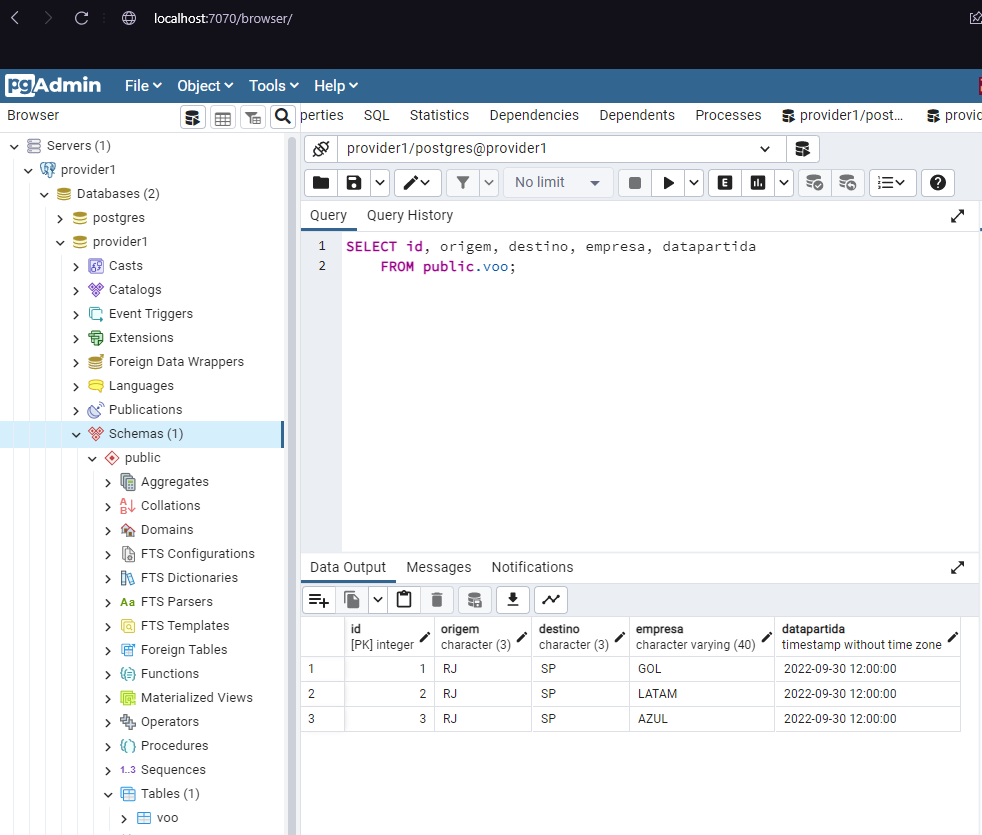 localhost:7070/browser/
pgAdmin File Object Tools Help
Browser
perties SQL Statistics Dependencies Dependents Processes provider1/post...
Servers (1)
provider1
Databases (2)
postgres
provider1
Casts
Catalogs
Event Triggers
Extensions
Foreign Data Wrappers
Languages
Publications
Schemas (1)
public
Aggregates
Collations
Domains
FTS Configurations
FTS Dictionaries
Aa FTS Parsers
FTS Templates
Foreign Tables
Functions
Materialized Views
Operators
Procedures
1..3 Sequences
Tables (1)
voo
provider1/postgres@provider1
No limit
E
Query Query History
1 SELECT id, origem, destino, empresa, datapartida
2 FROM public.voo;
Data Output Messages Notifications
id origem destino empresa datapartida
[PK] integer character (3) character (3) character varying (40) timestamp without time zone
1 1 RJ SP GOL 2022-09-30 12:00:00
2 2 RJ SP LATAM 2022-09-30 12:00:00
3 3 RJ SP AZUL 2022-09-30 12:00:00